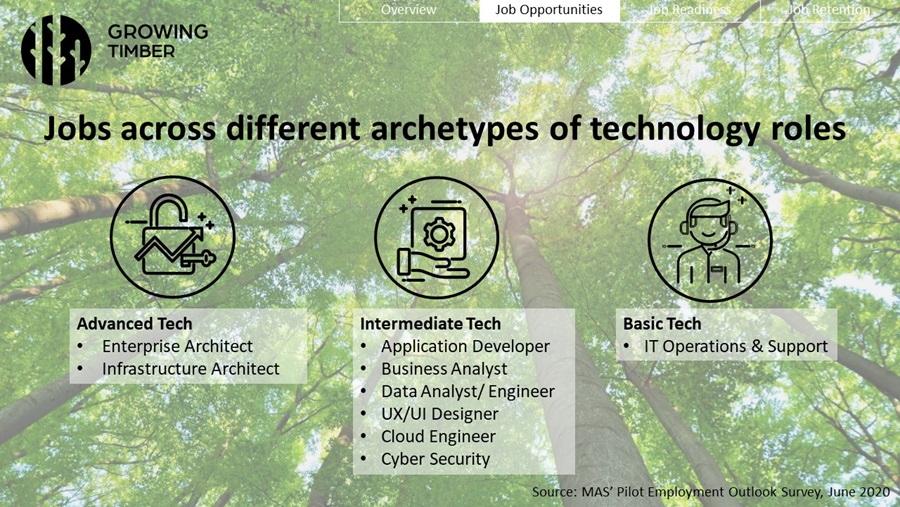 Overview
Job Opportunities
Job Readiness
Job Retention
GROWING
TIMBER
Jobs across different archetypes of technology roles
Advanced Tech
• Enterprise Architect
• Infrastructure Architect
Intermediate Tech
• Application Developer
• Business Analyst
• Data Analyst/ Engineer
• UX/UI Designer
• Cloud Engineer
• Cyber Security
Basic Tech
• IT Operations & Support
Source: MAS’ Pilot Employment Outlook Survey, June 2020